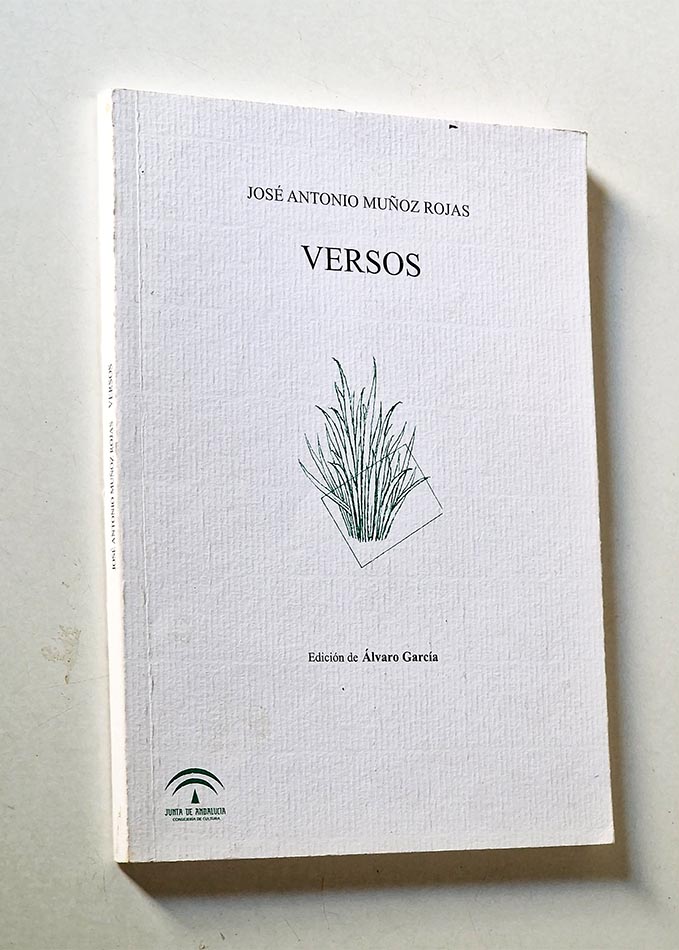 JOSÉ ANTONIO MUÑOZ ROJAS
VERSOS
Edición de Álvaro García
JUNTA DE ANDALUCIA
CONSEJERÍA DE CULTURA
JOSÉ ANTONIO MUÑOZ ROJAS VERSOS